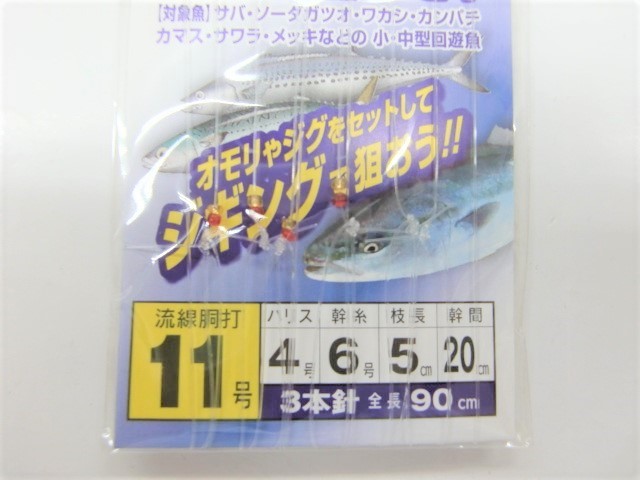 【対象魚】サバ・ソーダガツオ・ワカシ・カンパチ
カマス・サワラ・メッキなどの 小・中型回遊魚
オモリやジグをセットして
ジギングで狙おう!!
流線胴打
11号
ハリス
4号
幹糸
6号
枝長
5cm
幹間
20cm
3本針 全長 90cm